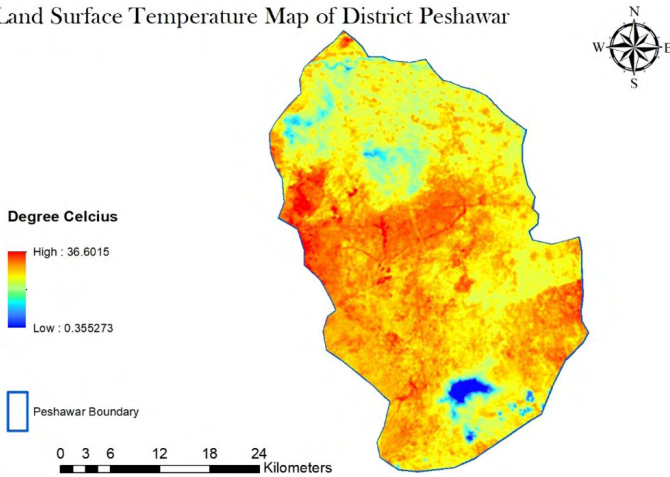 Land Surface Temperature Map of District Peshawar
N
W E
S
Degree Celcius
High : 36.6015
Low : 0.355273
Peshawar Boundary
0 3 6 12 18 24
Kilometers